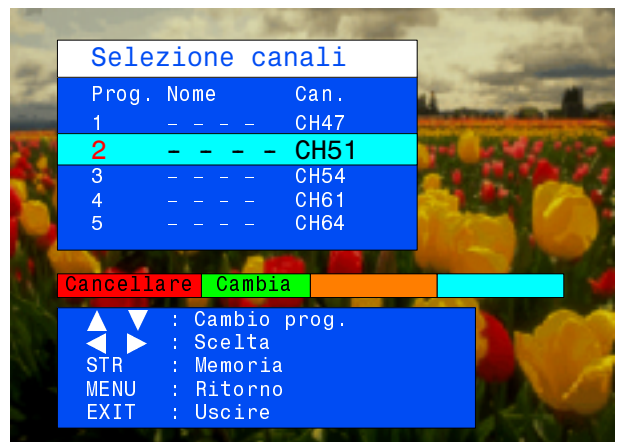 Selezione canali
Prog. Nome Can.
1 – – – – CH47
2 – – – – CH51
3 – – – – CH54
4 – – – – CH61
5 – – – – CH64
Cancellare Cambia
▲ ▼ : Cambio prog.
◀ ▶ : Scelta
STR : Memoria
MENU : Ritorno
EXIT : Uscire